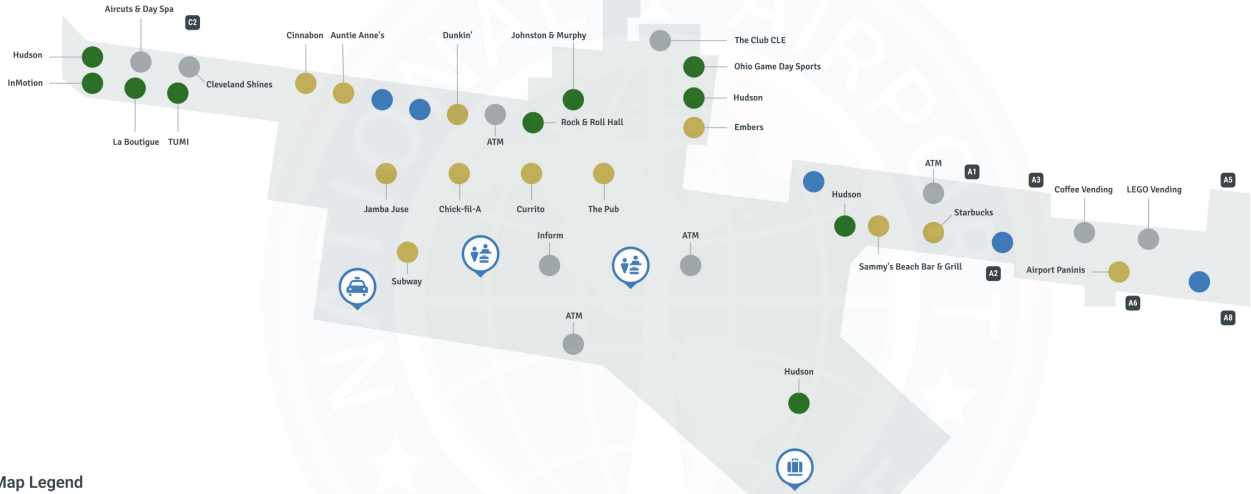 Aircuts & Day Spa
C2
Hudson
InMotion
Cleveland Shines
La Boutigue
TUMI
Cinnabon
Auntie Anne's
Dunkin'
Johnston & Murphy
ATM
Rock & Roll Hall
The Club CLE
Ohio Game Day Sports
Hudson
Embers
Jamba Juse
Chick-fil-A
Currito
The Pub
Subway
Inform
ATM
ATM
Hudson
ATM
A1
A3
A5
Hudson
Starbucks
Coffee Vending
LEGO Vending
Sammy's Beach Bar & Grill
A2
Airport Paninis
A6
A8
Map Legend